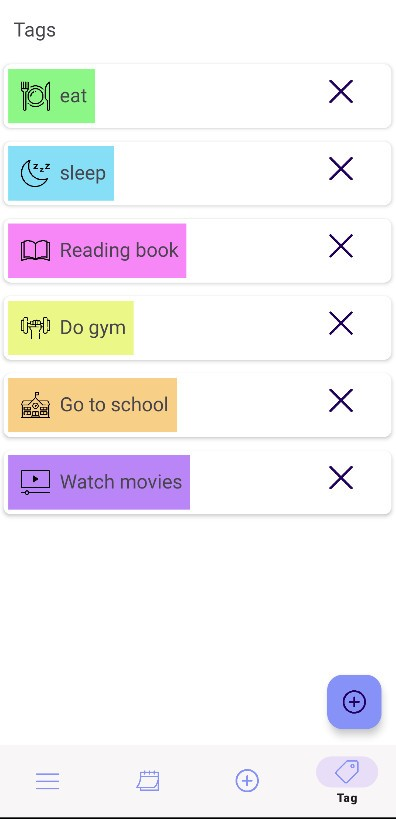 Tags
eat
sleep
Reading book
Do gym
Go to school
Watch movies
Tag